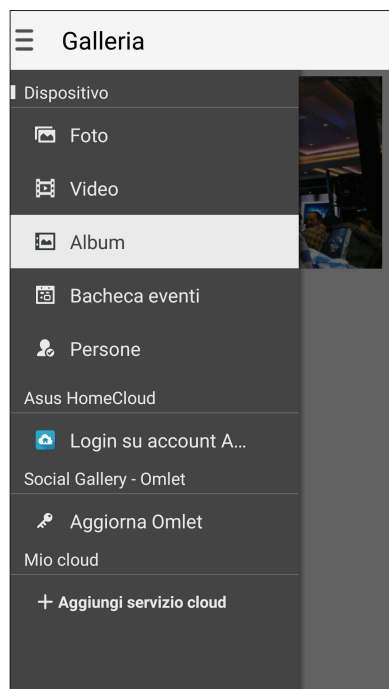 Galleria
Dispositivo
Foto
Video
Album
Bacheca eventi
Persone
Asus HomeCloud
Login su account A...
Social Gallery - Omlet
Aggiorna Omlet
Mio cloud
+ Aggiungi servizio cloud